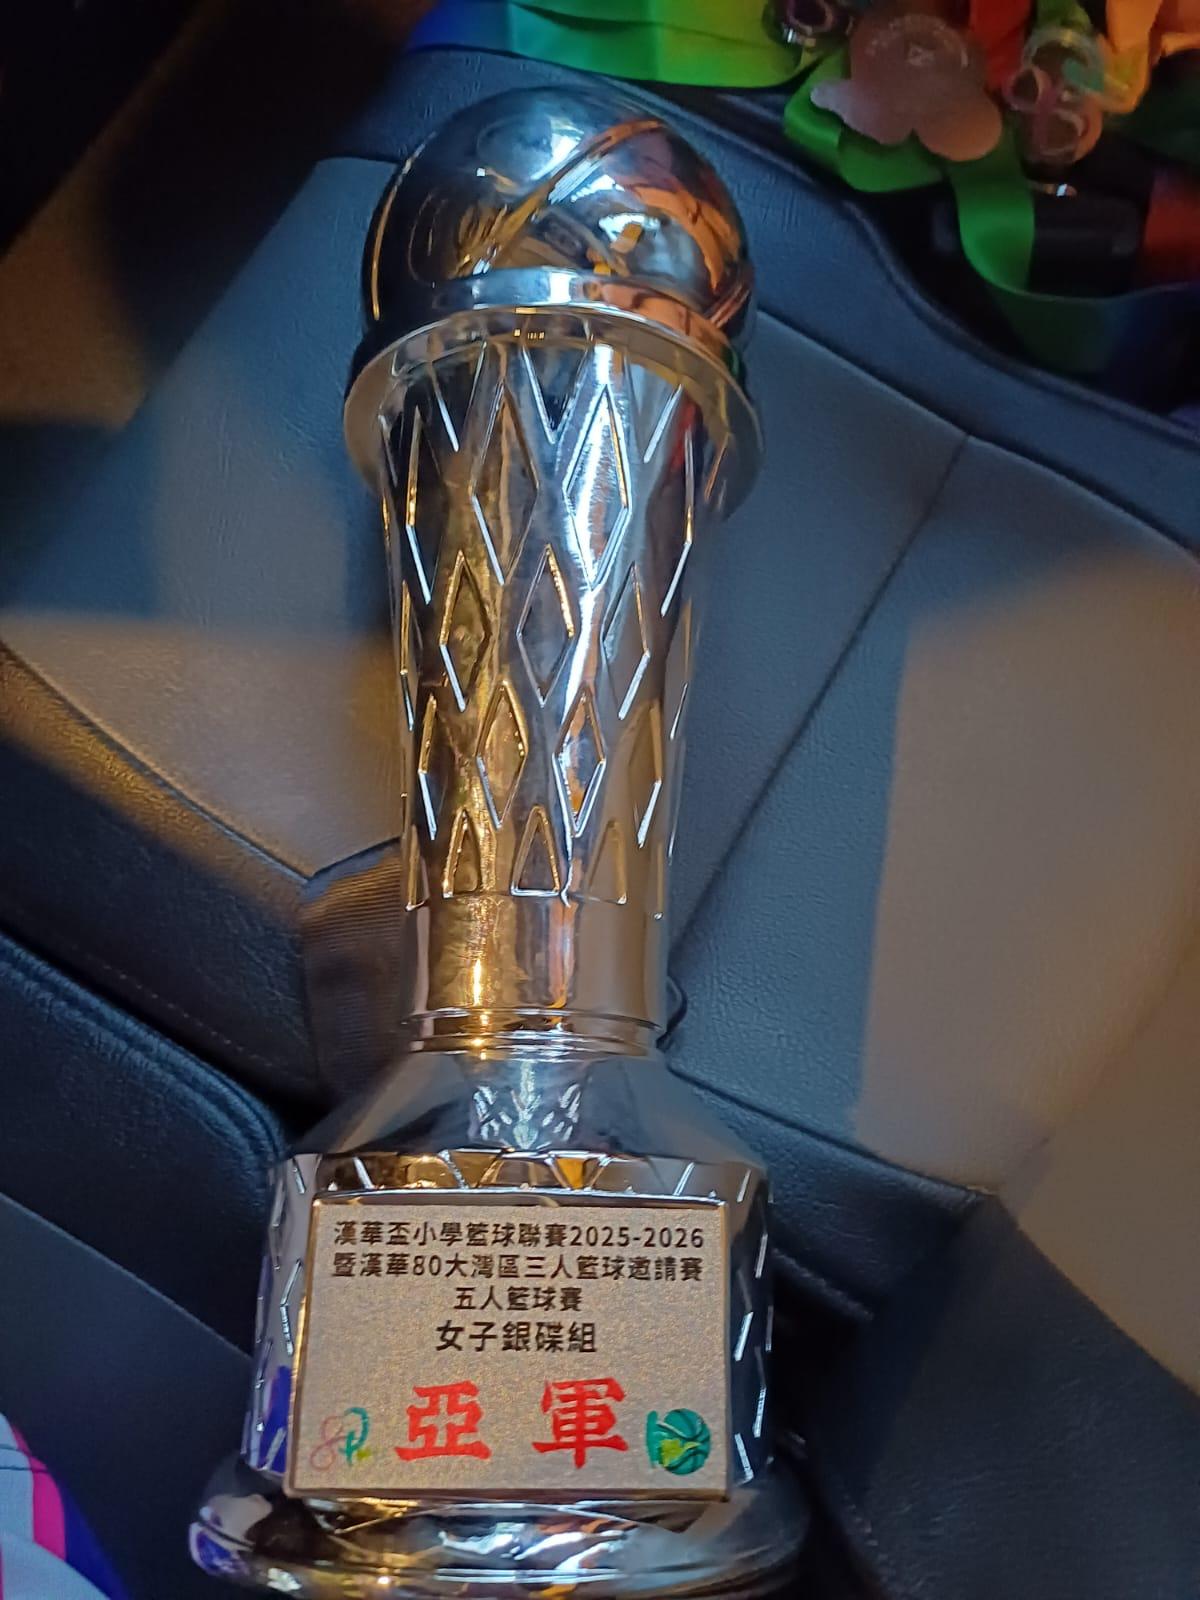 漢華盃小學籃球聯賽2025-2026
暨漢華80大灣區三人籃球邀請賽
五人籃球賽
女子銀碟組
亞軍